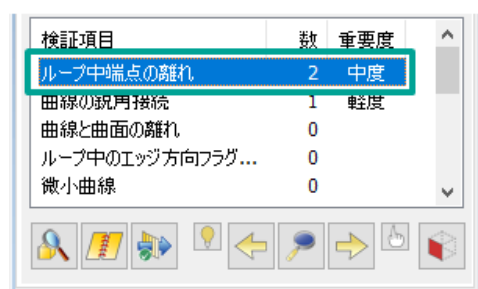 検証項目 数 重要度
ループ中端点の離れ 2 中度
曲線の鋭角接続 1 軽度
曲線と曲面の離れ 0
ループ中のエッジ方向フラグ... 0
微小曲線 0